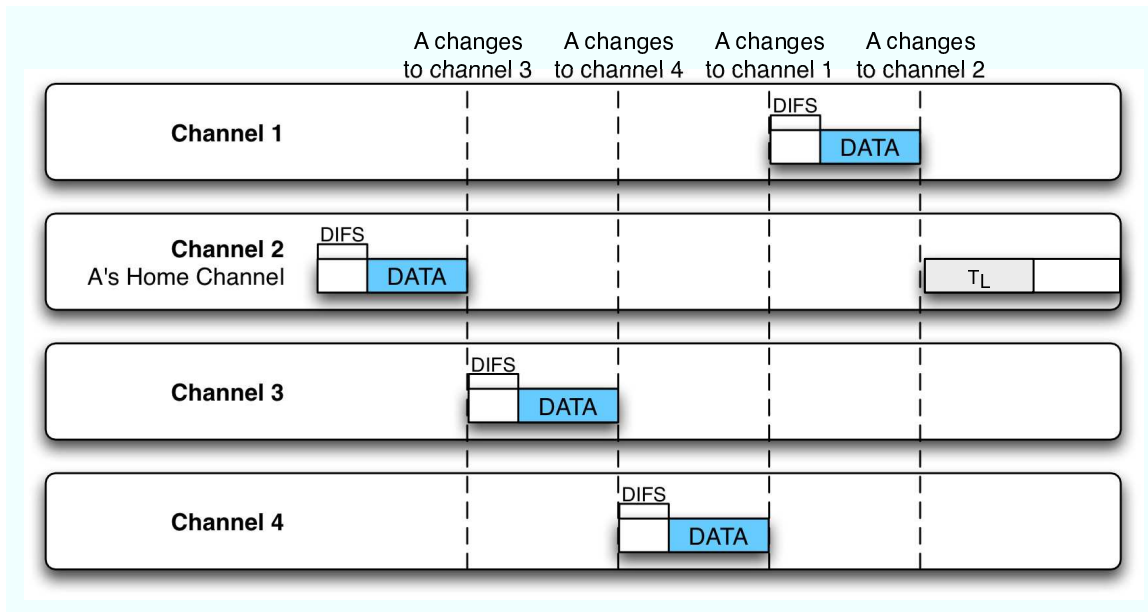 A changes
to channel 3
A changes
to channel 4
A changes
to channel 1
A changes
to channel 2
Channel 1
DIFS
DATA
Channel 2
A's Home Channel
DIFS
DATA
TL
Channel 3
DIFS
DATA
Channel 4
DIFS
DATA